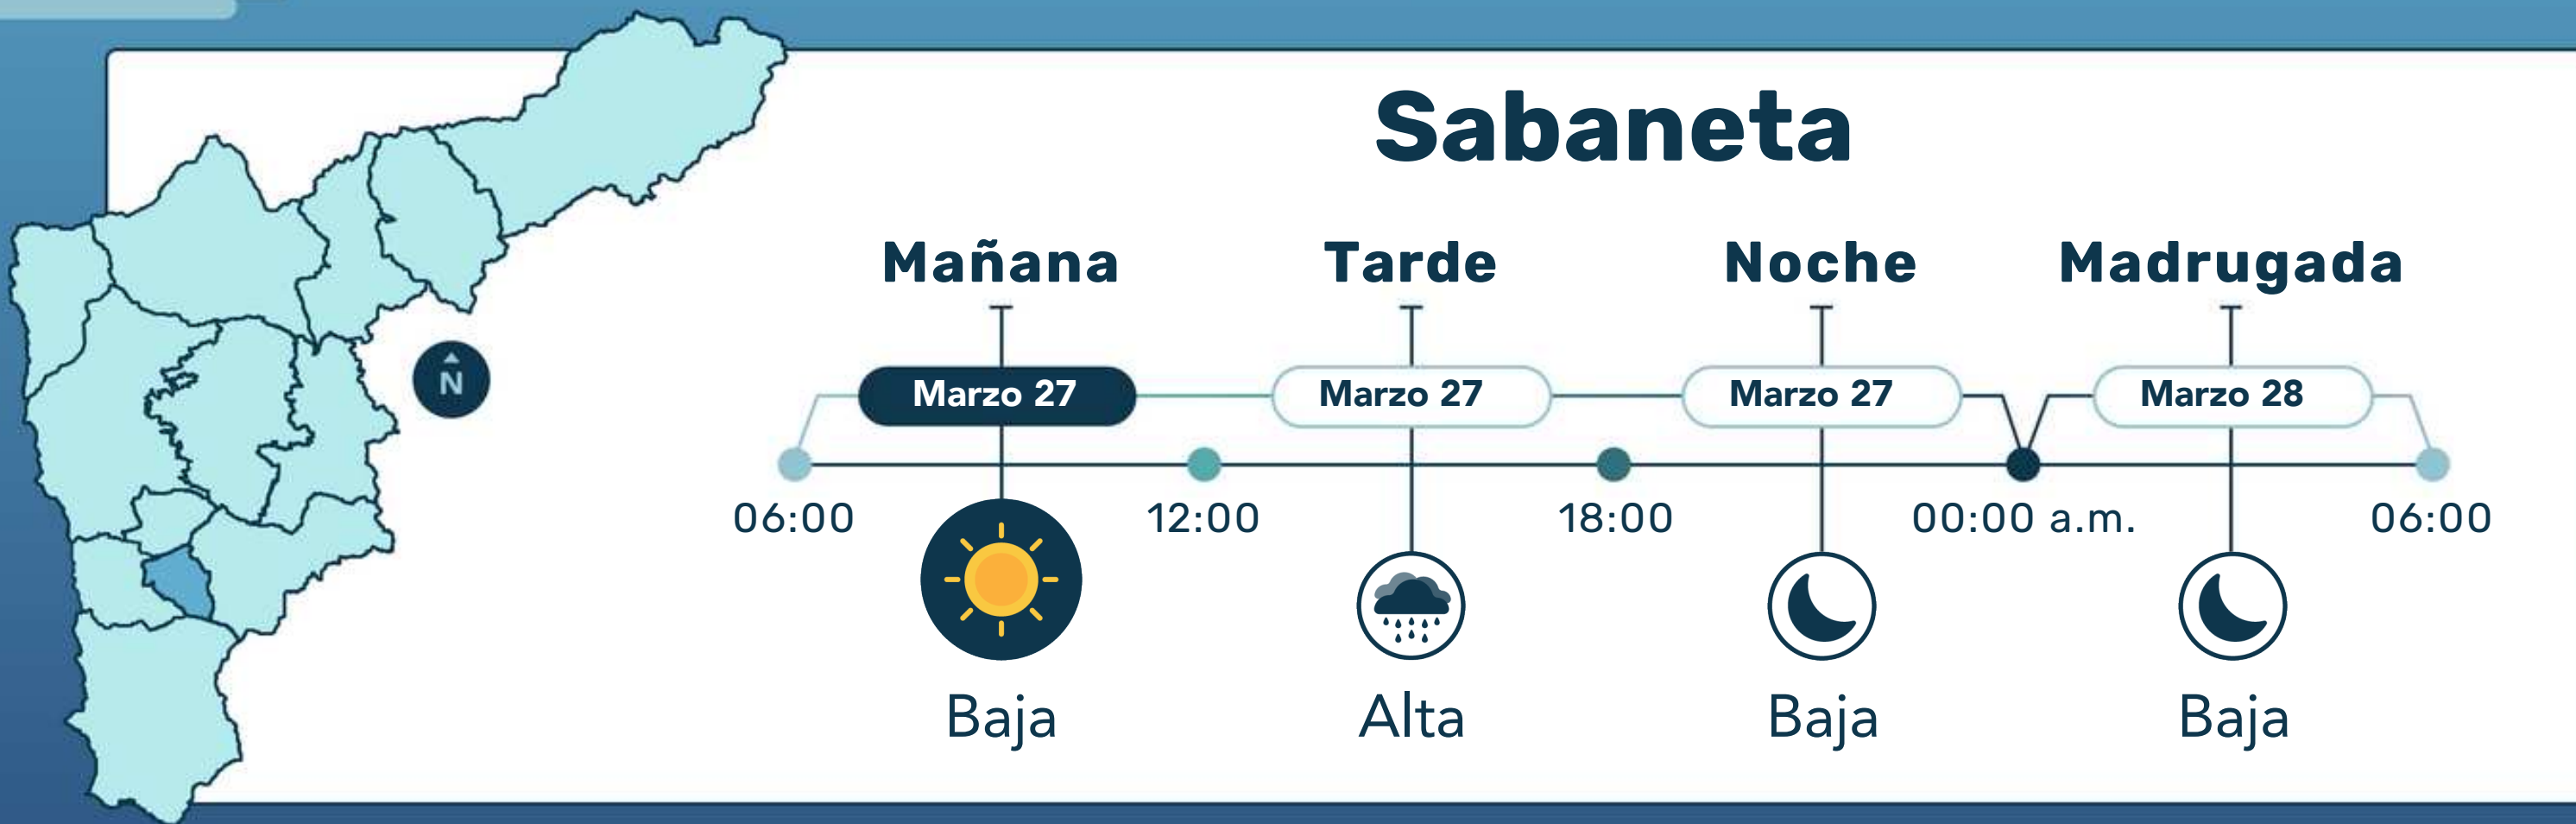 Sabaneta
Mañana Tarde Noche Madrugada
Marzo 27 Marzo 27 Marzo 27 Marzo 28
N
06:00 12:00 18:00 00:00 a.m. 06:00
Baja Alta Baja Baja